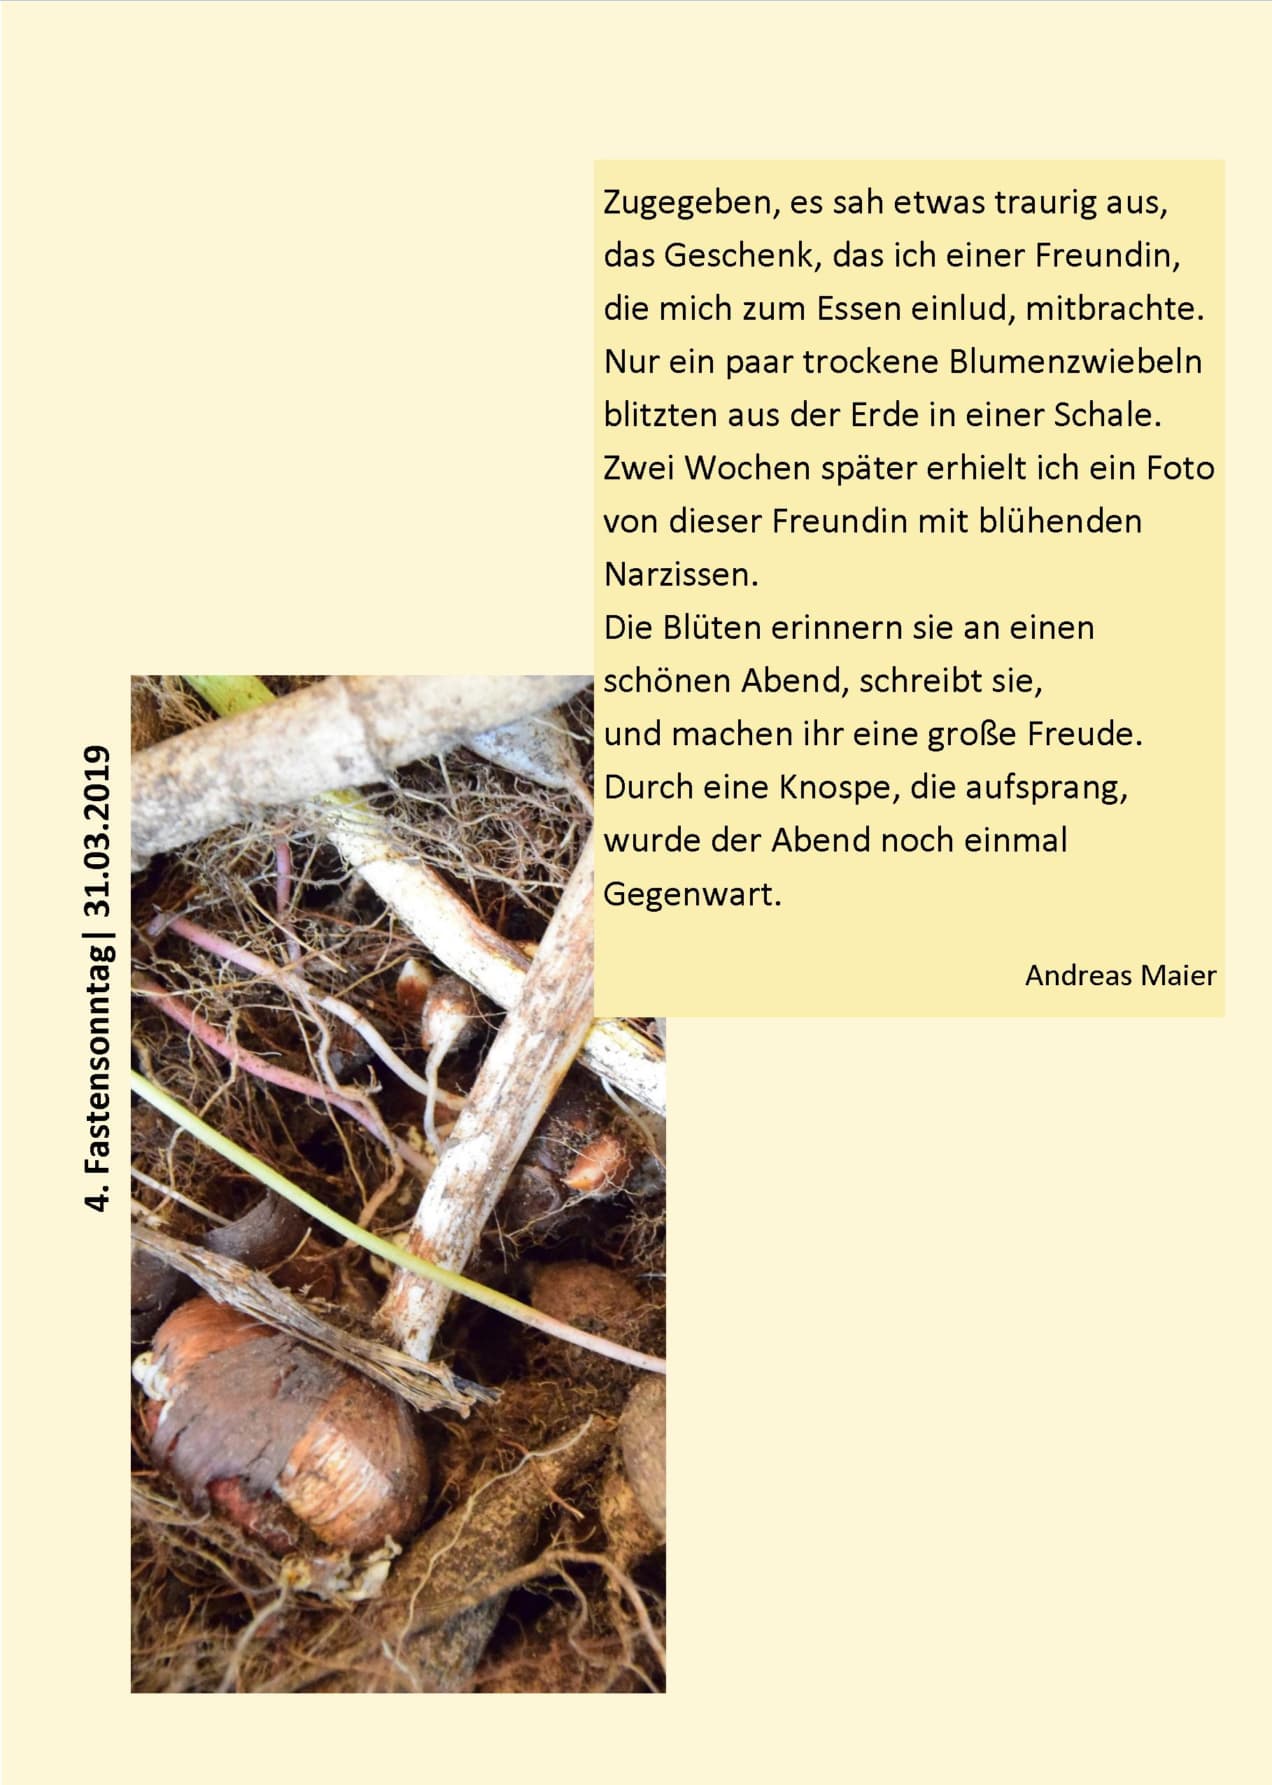 Zugegeben, es sah etwas traurig aus,
das Geschenk, das ich einer Freundin,
die mich zum Essen einlud, mitbrachte.
Nur ein paar trockene Blumenzwiebeln
blitzten aus der Erde in einer Schale.
Zwei Wochen später erhielt ich ein Foto
von dieser Freundin mit blühenden
Narzissen.
Die Blüten erinnern sie an einen
schönen Abend, schreibt sie,
und machen ihr eine große Freude.
Durch eine Knospe, die aufsprang,
wurde der Abend noch einmal
Gegenwart.
Andreas Maier
4. Fastensonntag| 31.03.2019